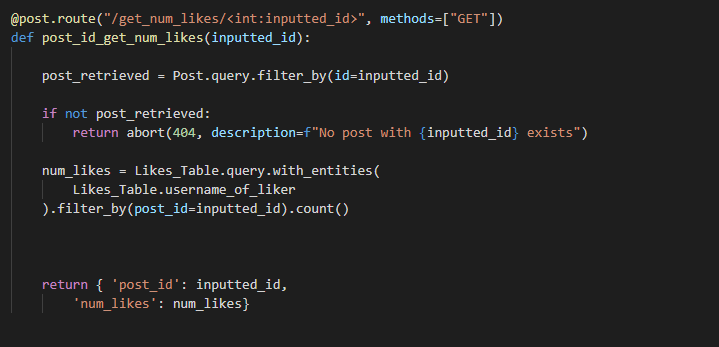 @post.route("/get_num_likes/<int:inputted_id>", methods=["GET"])
def post_id_get_num_likes(inputted_id):
post_retrieved = Post.query.filter_by(id=inputted_id)
if not post_retrieved:
return abort(404, description=f"No post with {inputted_id} exists")
num_likes = Likes_Table.query.with_entities(
Likes_Table.username_of_liker
).filter_by(post_id=inputted_id).count()
return { 'post_id': inputted_id,
'num_likes': num_likes}